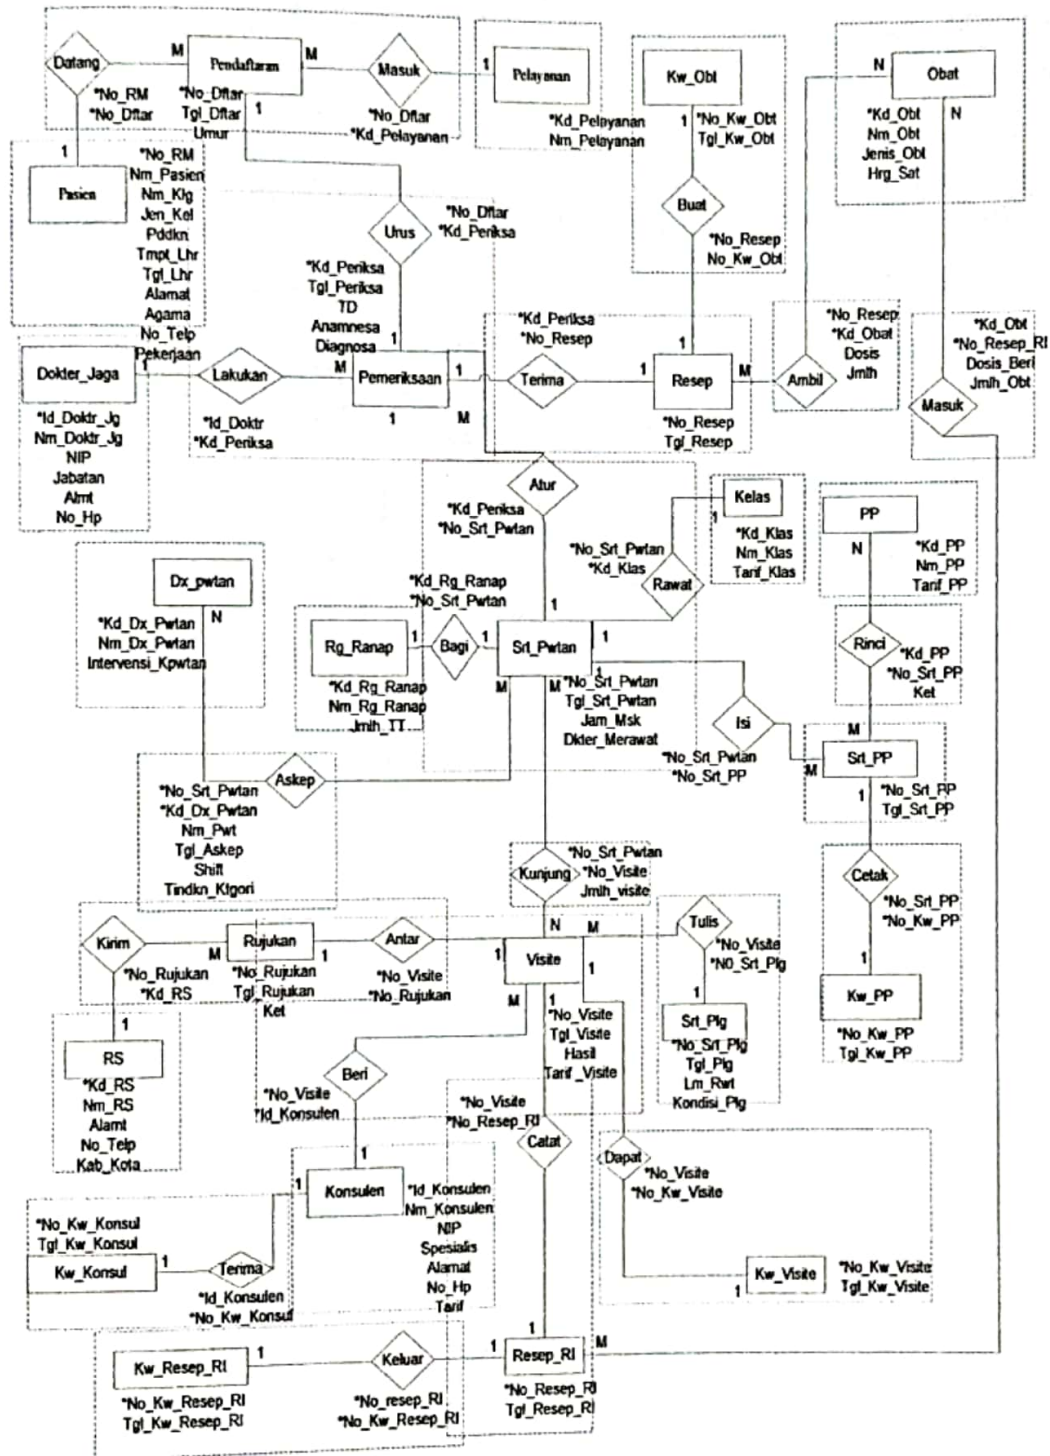 Datang
M
Pendaftaran
M
Masuk
1
Pelayanan
*No_RM
*No_Dftar
*No_Dftar
Tgl_Dftar
Umur
1
*No_Dftar
*Kd_Pelayanan
*Kd_Pelayanan
Nm_Pelayanan
Kw_Obt
1
*No_Kw_Obt
Tgl_Kw_Obt
N
Obat
*Kd_Obt
Nm_Obt
Jenis_Obt
Hrg_Sat
N
1
Pasien
*No_RM
Nm_Pasien
Nm_Klg
Jen_Kel
Pddkn
Tmpt_Lhr
Tgl_Lhr
Alamat
Agama
No_Telp
Pekerjaan
Urus
*No_Dftar
*Kd_Periksa
Buat
*No_Resep
No_Kw_Obt
*Kd_Periksa
Tgl_Periksa
TD
Anamnesa
Diagnosa
1
*Kd_Periksa
*No_Resep
1
*No_Resep
*Kd_Obat
Dosis
Jmlh
*Kd_Obt
*No_Resep_RI
Dosis_Beri
Jmlh_Obt
Dokter_Jaga
1
Lakukan
M
Pemeriksaan
1
Terima
1
Resep
M
Ambil
Masuk
*Id_Doktr_Jg
Nm_Doktr_Jg
NIP
Jabatan
Almt
No_Hp
*Id_Doktr
*Kd_Periksa
1
M
*No_Resep
Tgl_Resep
Atur
*Kd_Periksa
*No_Srt_Pwtan
Kelas
1
*Kd_Klas
Nm_Klas
Tarif_Klas
PP
N
*Kd_PP
Nm_PP
Tarif_PP
Dx_pwtan
N
*Kd_Dx_Pwtan
Nm_Dx_Pwtan
Intervensi_Kpwtan
*No_Srt_Pwtan
*Kd_Klas
Rawat
*Kd_Rg_Ranap
*No_Srt_Pwtan
1
Rg_Ranap
1
Bagi
1
Srt_Pwtan
1
Rinci
*Kd_PP
*No_Srt_PP
Ket
*Kd_Rg_Ranap
Nm_Rg_Ranap
Jmlh_TT
M
M
1
*No_Srt_Pwtan
Tgl_Srt_Pwtan
Jam_Msk
Dkter_Merawat
Isi
*No_Srt_Pwtan
*No_Srt_PP
M
M
Srt_PP
1
*No_Srt_PP
Tgl_Srt_PP
Askep
*No_Srt_Pwtan
*Kd_Dx_Pwtan
Nm_Pwt
Tgl_Askep
Shift
Tindkn_Ktgori
Kunjung
*No_Srt_Pwtan
*No_Visite
Jmlh_visite
Cetak
*No_Srt_PP
*No_Kw_PP
Kirim
M
Rujukan
1
Antar
1
Visite
N
M
1
Tulis
*No_Visite
*N0_Srt_Plg
*No_Rujukan
*Kd_RS
*No_Rujukan
Tgl_Rujukan
Ket
*No_Visite
*No_Rujukan
M
1
*No_Visite
Tgl_Visite
Hasil
Tarif_Visite
1
Srt_Plg
*No_Srt_Plg
Tgl_Plg
Lm_Rwt
Kondisi_Plg
1
Kw_PP
*No_Kw_PP
Tgl_Kw_PP
1
RS
*Kd_RS
Nm_RS
Alamt
No_Telp
Kab_Kota
Beri
*No_Visite
*Id_Konsulen
*No_Visite
*No_Resep_RI
Catat
Dapat
*No_Visite
*No_Kw_Visite
1
1
Konsulen
*Id_Konsulen
Nm_Konsulen
NIP
Spesialis
Alamat
No_Hp
Tarif
*No_Kw_Konsul
Tgl_Kw_Konsul
Kw_Konsul
1
Terima
*Id_Konsulen
*No_Kw_Konsul
Kw_Visite
1
*No_Kw_Visite
Tgl_Kw_Visite
Kw_Resep_RI
1
Keluar
1
1
Resep_RI
M
*No_Kw_Resep_RI
Tgl_Kw_Resep_RI
*No_resep_RI
*No_Kw_Resep_RI
*No_Resep_RI
Tgl_Resep_RI